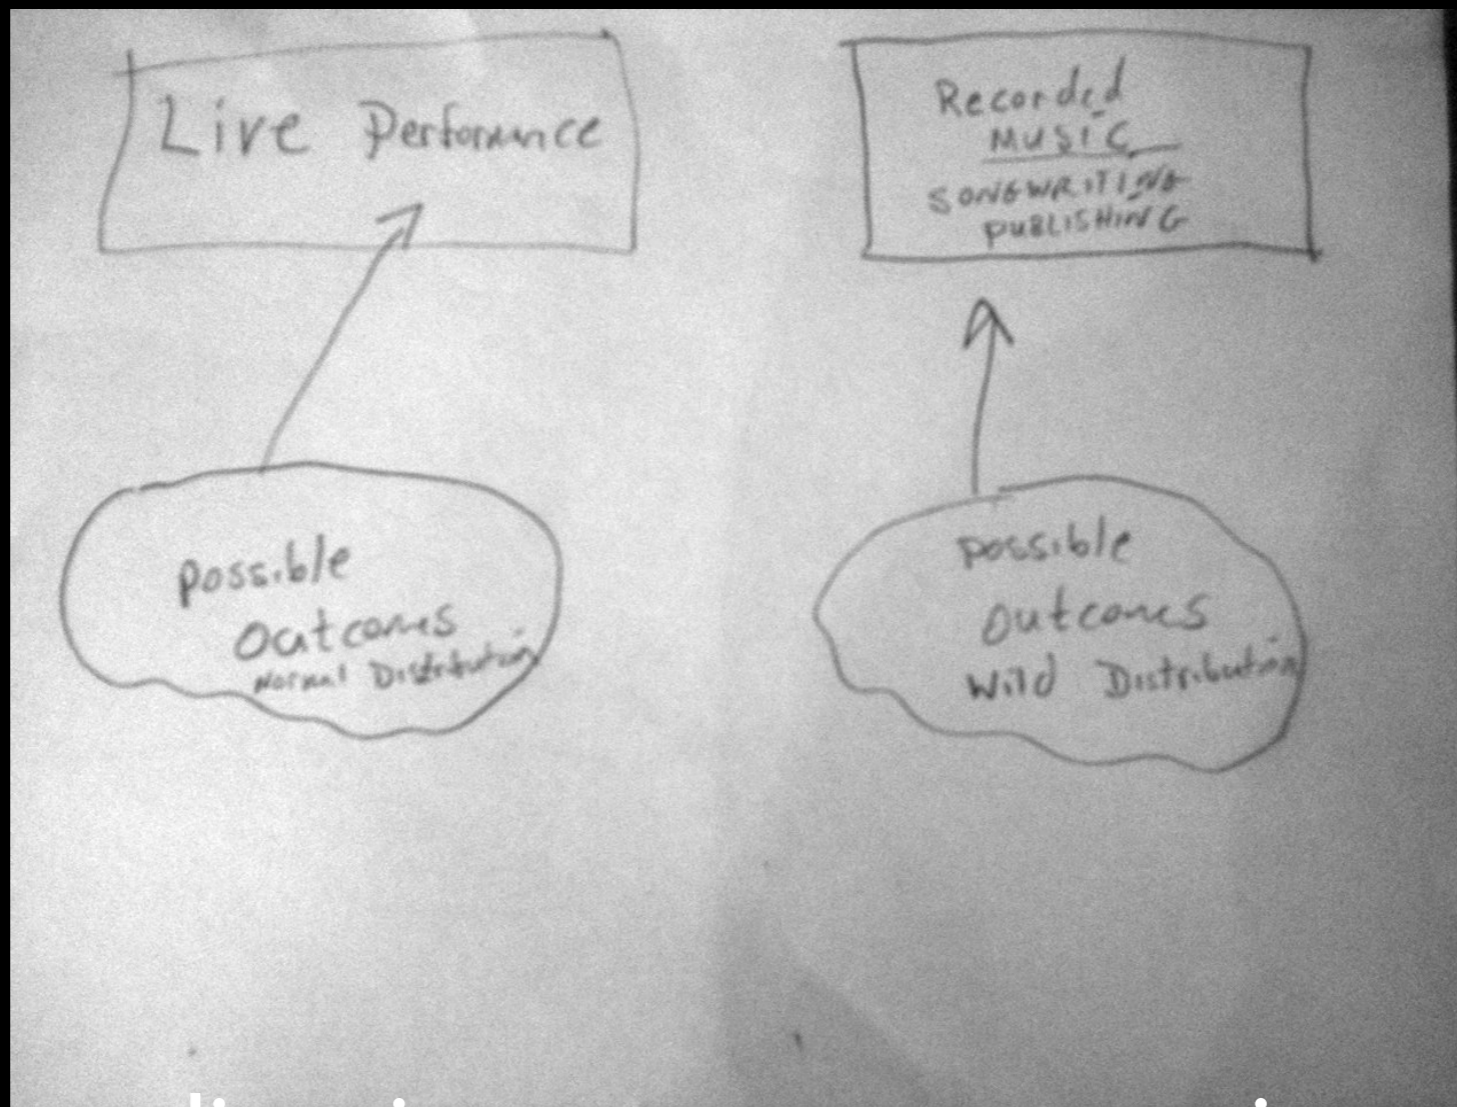 Live Performance
Recorded
MUSIC
SONGWRITING
PUBLISHING
possible
outcomes
Normal Distribution
possible
outcomes
Wild Distribution